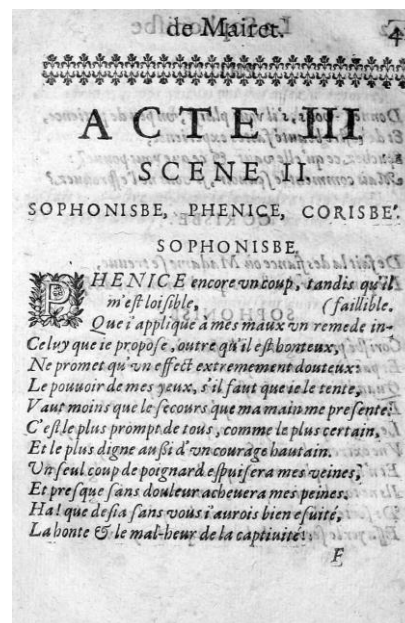 de Mairet.
ACTE III
SCENE II.
SOPHONISBE, PHENICE, CORISBE'.
SOPHONISBE
PHENICE encore vn coup, tandis qu'il
m'est loisible, (faillible.
Que i'applique à mes maux vn remede in-
Celuy que ie propose, outre qu'il est honteux,
Ne promet qu'vn effect extremement douteux:
Le pouuoir de mes yeux, s'il faut que ie le tente,
Vaut moins que le secours que ma main me presente:
C'est le plus prompt de tous, comme le plus certain,
Et le plus digne aussi d'vn courage hautain.
Vn seul coup de poignard espuisera mes veines,
Et presque sans douleur acheuera mes peines.
Ha! que desia sans vous i'aurois bien esuité,
La honte & le mal-heur de la captiuité!
F